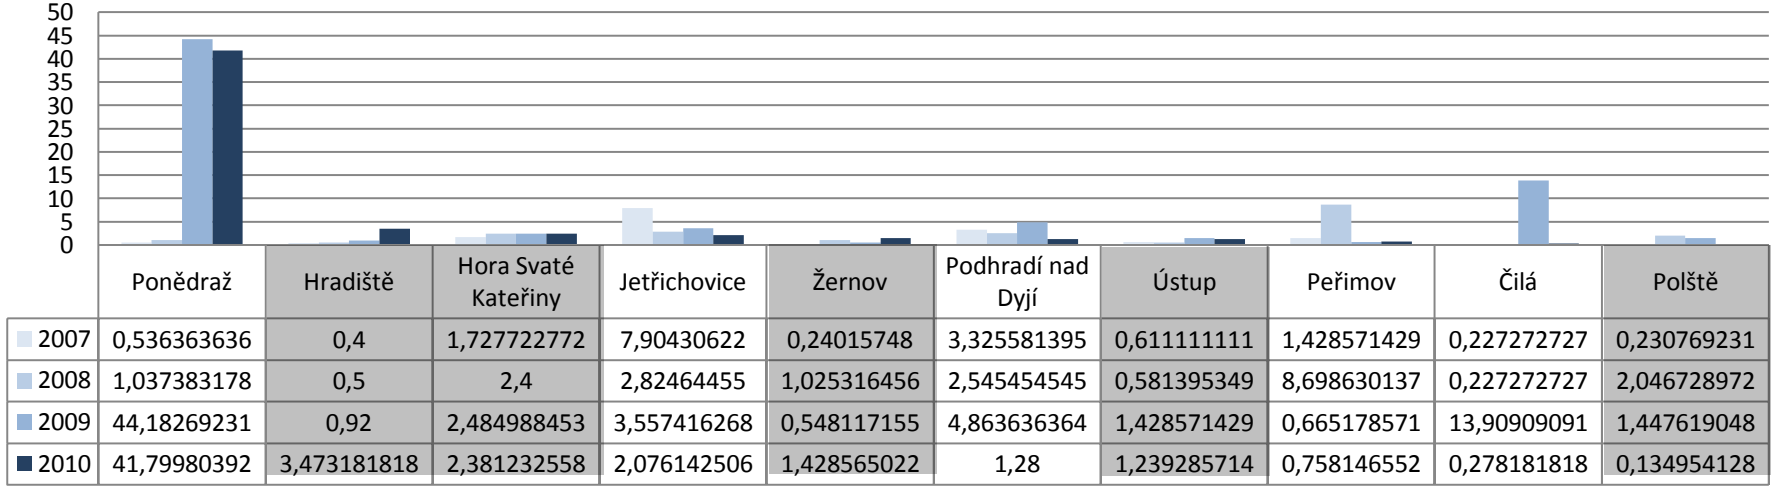 50
45
40
35
30
25
20
15
10
5
0
Ponědraž Hradiště Hora Svaté Kateřiny Jetřichovice Žernov Podhradí nad Dyjí Ústup Peřimov Čilá Polště
2007 0,536363636 0,4 1,727722772 7,90430622 0,24015748 3,325581395 0,611111111 1,428571429 0,227272727 0,230769231
2008 1,037383178 0,5 2,4 2,82464455 1,025316456 2,545454545 0,581395349 8,698630137 0,227272727 2,046728972
2009 44,18269231 0,92 2,484988453 3,557416268 0,548117155 4,863636364 1,428571429 0,665178571 13,90909091 1,447619048
2010 41,79980392 3,473181818 2,381232558 2,076142506 1,428565022 1,28 1,239285714 0,758146552 0,278181818 0,134954128